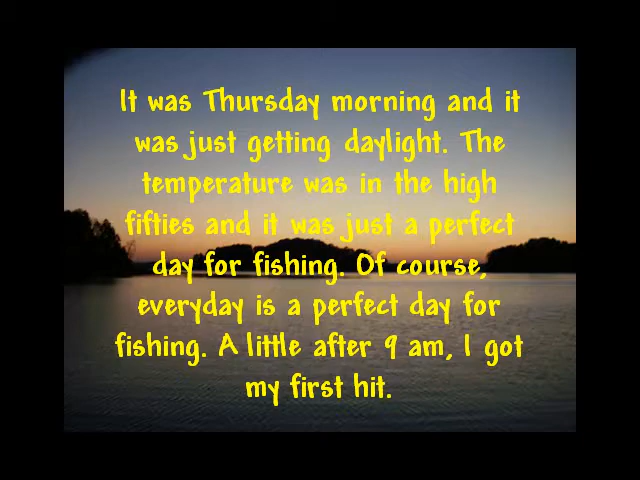 It was Thursday morning and it
was just getting daylight. The
temperature was in the high
fifties and it was just a perfect
day for fishing. Of course,
everyday is a perfect day for
fishing. A little after 9 am, I got
my first hit.